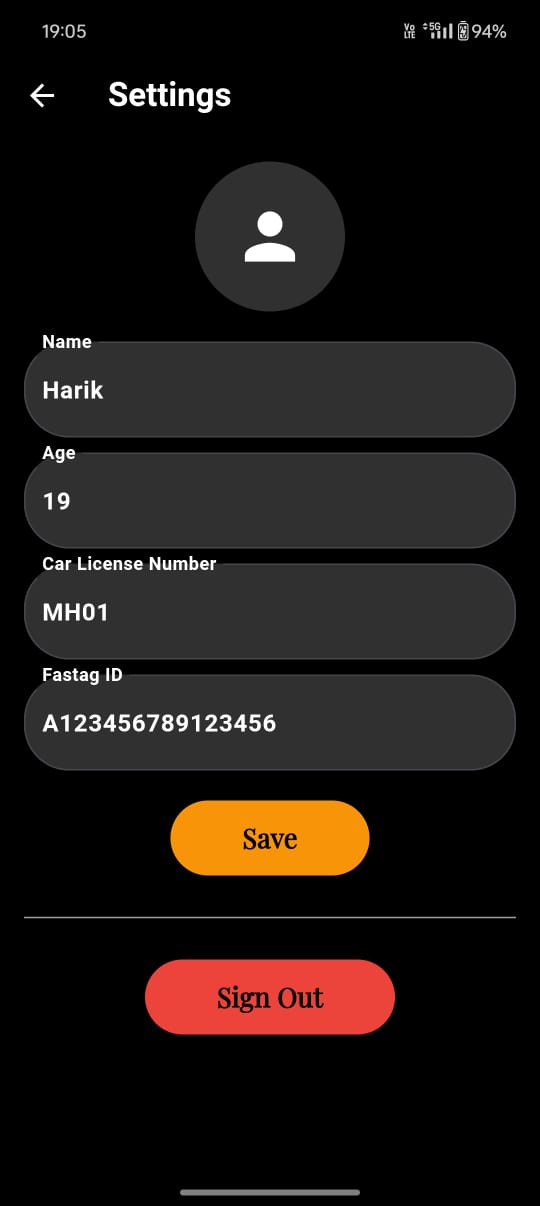 19:05
Vo LTE 5G 94%
Settings
Name
Harik
Age
19
Car License Number
MH01
Fastag ID
A123456789123456
Save
Sign Out